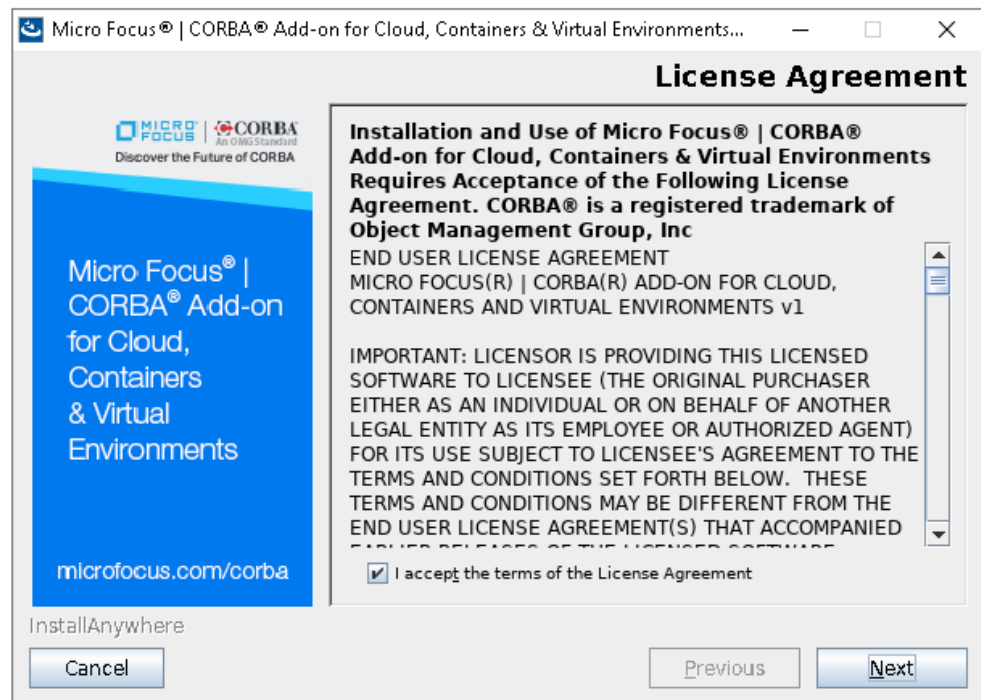 Micro Focus® | CORBA® Add-on for Cloud, Containers & Virtual Environments...
License Agreement
MICRO FOCUS | CORBA
An OMG Standard
Discover the Future of CORBA
Micro Focus® |
CORBA® Add-on
for Cloud,
Containers
& Virtual
Environments
microfocus.com/corba
Installation and Use of Micro Focus® | CORBA®
Add-on for Cloud, Containers & Virtual Environments
Requires Acceptance of the Following License
Agreement. CORBA® is a registered trademark of
Object Management Group, Inc
END USER LICENSE AGREEMENT
MICRO FOCUS(R) | CORBA(R) ADD-ON FOR CLOUD,
CONTAINERS AND VIRTUAL ENVIRONMENTS v1
IMPORTANT: LICENSOR IS PROVIDING THIS LICENSED
SOFTWARE TO LICENSEE (THE ORIGINAL PURCHASER
EITHER AS AN INDIVIDUAL OR ON BEHALF OF ANOTHER
LEGAL ENTITY AS ITS EMPLOYEE OR AUTHORIZED AGENT)
FOR ITS USE SUBJECT TO LICENSEE'S AGREEMENT TO THE
TERMS AND CONDITIONS SET FORTH BELOW. THESE
TERMS AND CONDITIONS MAY BE DIFFERENT FROM THE
END USER LICENSE AGREEMENT(S) THAT ACCOMPANIED
EARLIER RELEASES OF THE LICENSED SOFTWARE
I accept the terms of the License Agreement
InstallAnywhere
Cancel
Previous
Next